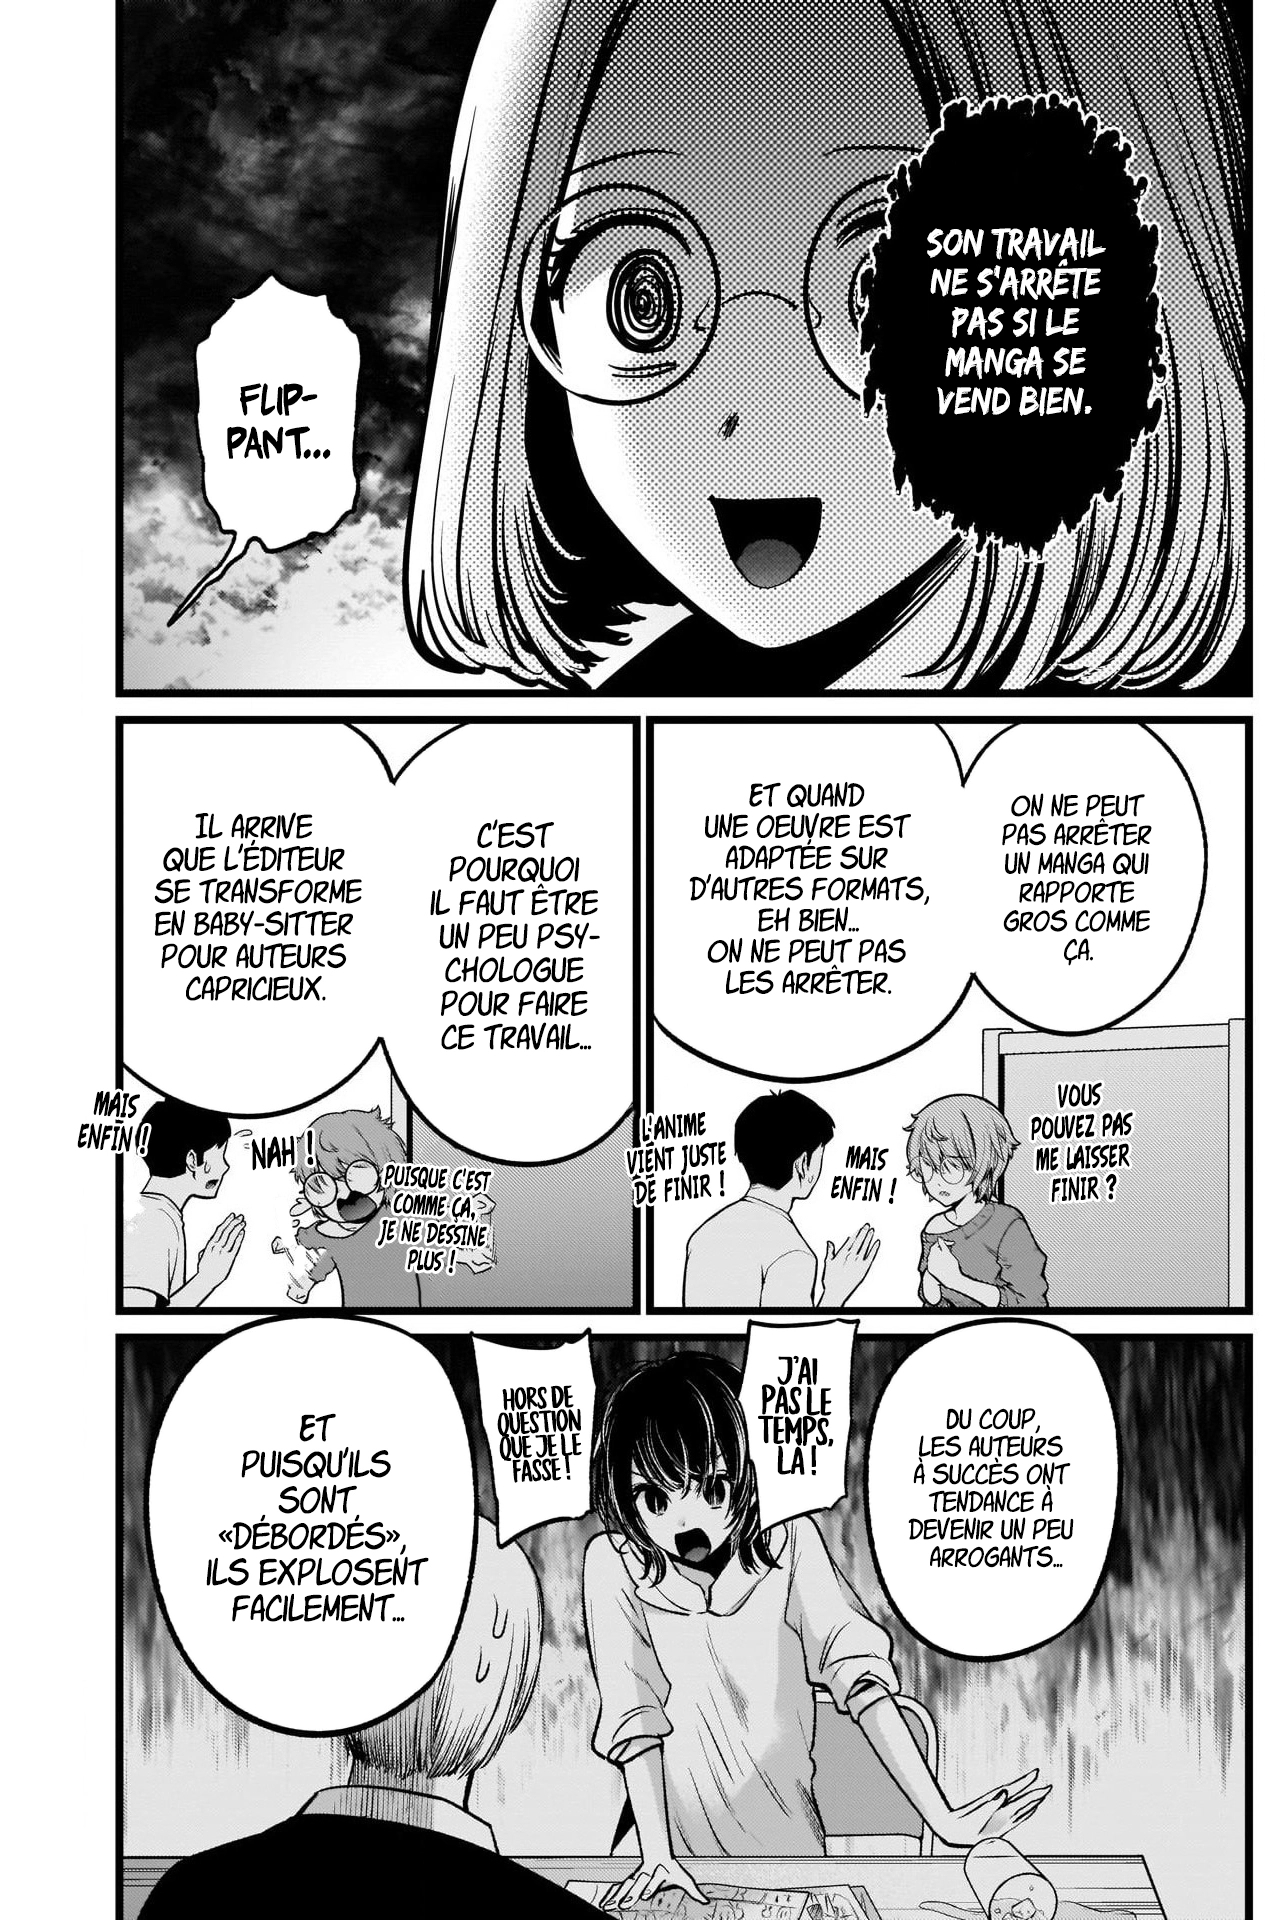 SON TRAVAIL
NE S'ARRÊTE
PAS SI LE
MANGA SE
VEND BIEN.
FLIP-
PANT...
ON NE PEUT
PAS ARRÊTER
UN MANGA QUI
RAPPORTE
GROS COMME
ÇA.
ET QUAND
UNE OEUVRE EST
ADAPTÉE SUR
D'AUTRES FORMATS,
EH BIEN...
ON NE PEUT PAS
LES ARRÊTER.
VOUS
POUVEZ PAS
ME LAISSER
FINIR ?
MAIS
ENFIN !
L'ANIME
VIENT JUSTE
DE FINIR !
C'EST
POURQUOI
IL FAUT ÊTRE
UN PEU PSY-
CHOLOGUE
POUR FAIRE
CE TRAVAIL...
IL ARRIVE
QUE L'ÉDITEUR
SE TRANSFORME
EN BABY-SITTER
POUR AUTEURS
CAPRICIEUX.
PUISQUE C'EST
COMME ÇA,
JE NE DESSINE
PLUS !
NAH !
MAIS
ENFIN !
DU COUP,
LES AUTEURS
À SUCCÈS ONT
TENDANCE À
DEVENIR UN PEU
ARROGANTS...
J'AI
PAS LE
TEMPS,
LÀ !
HORS DE
QUESTION
QUE JE LE
FASSE !
ET
PUISQU'ILS
SONT
«DÉBORDÉS»,
ILS EXPLOSENT
FACILEMENT...